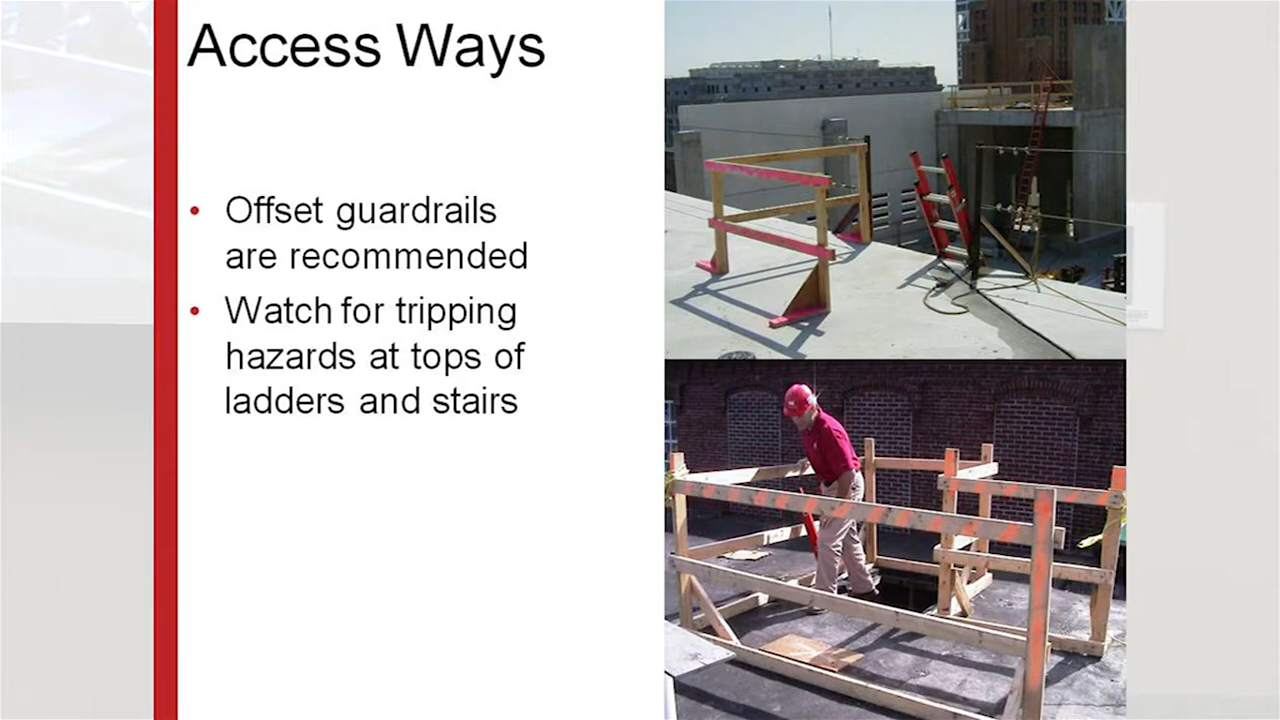 Access Ways
• Offset guardrails
are recommended
• Watch for tripping
hazards at tops of
ladders and stairs